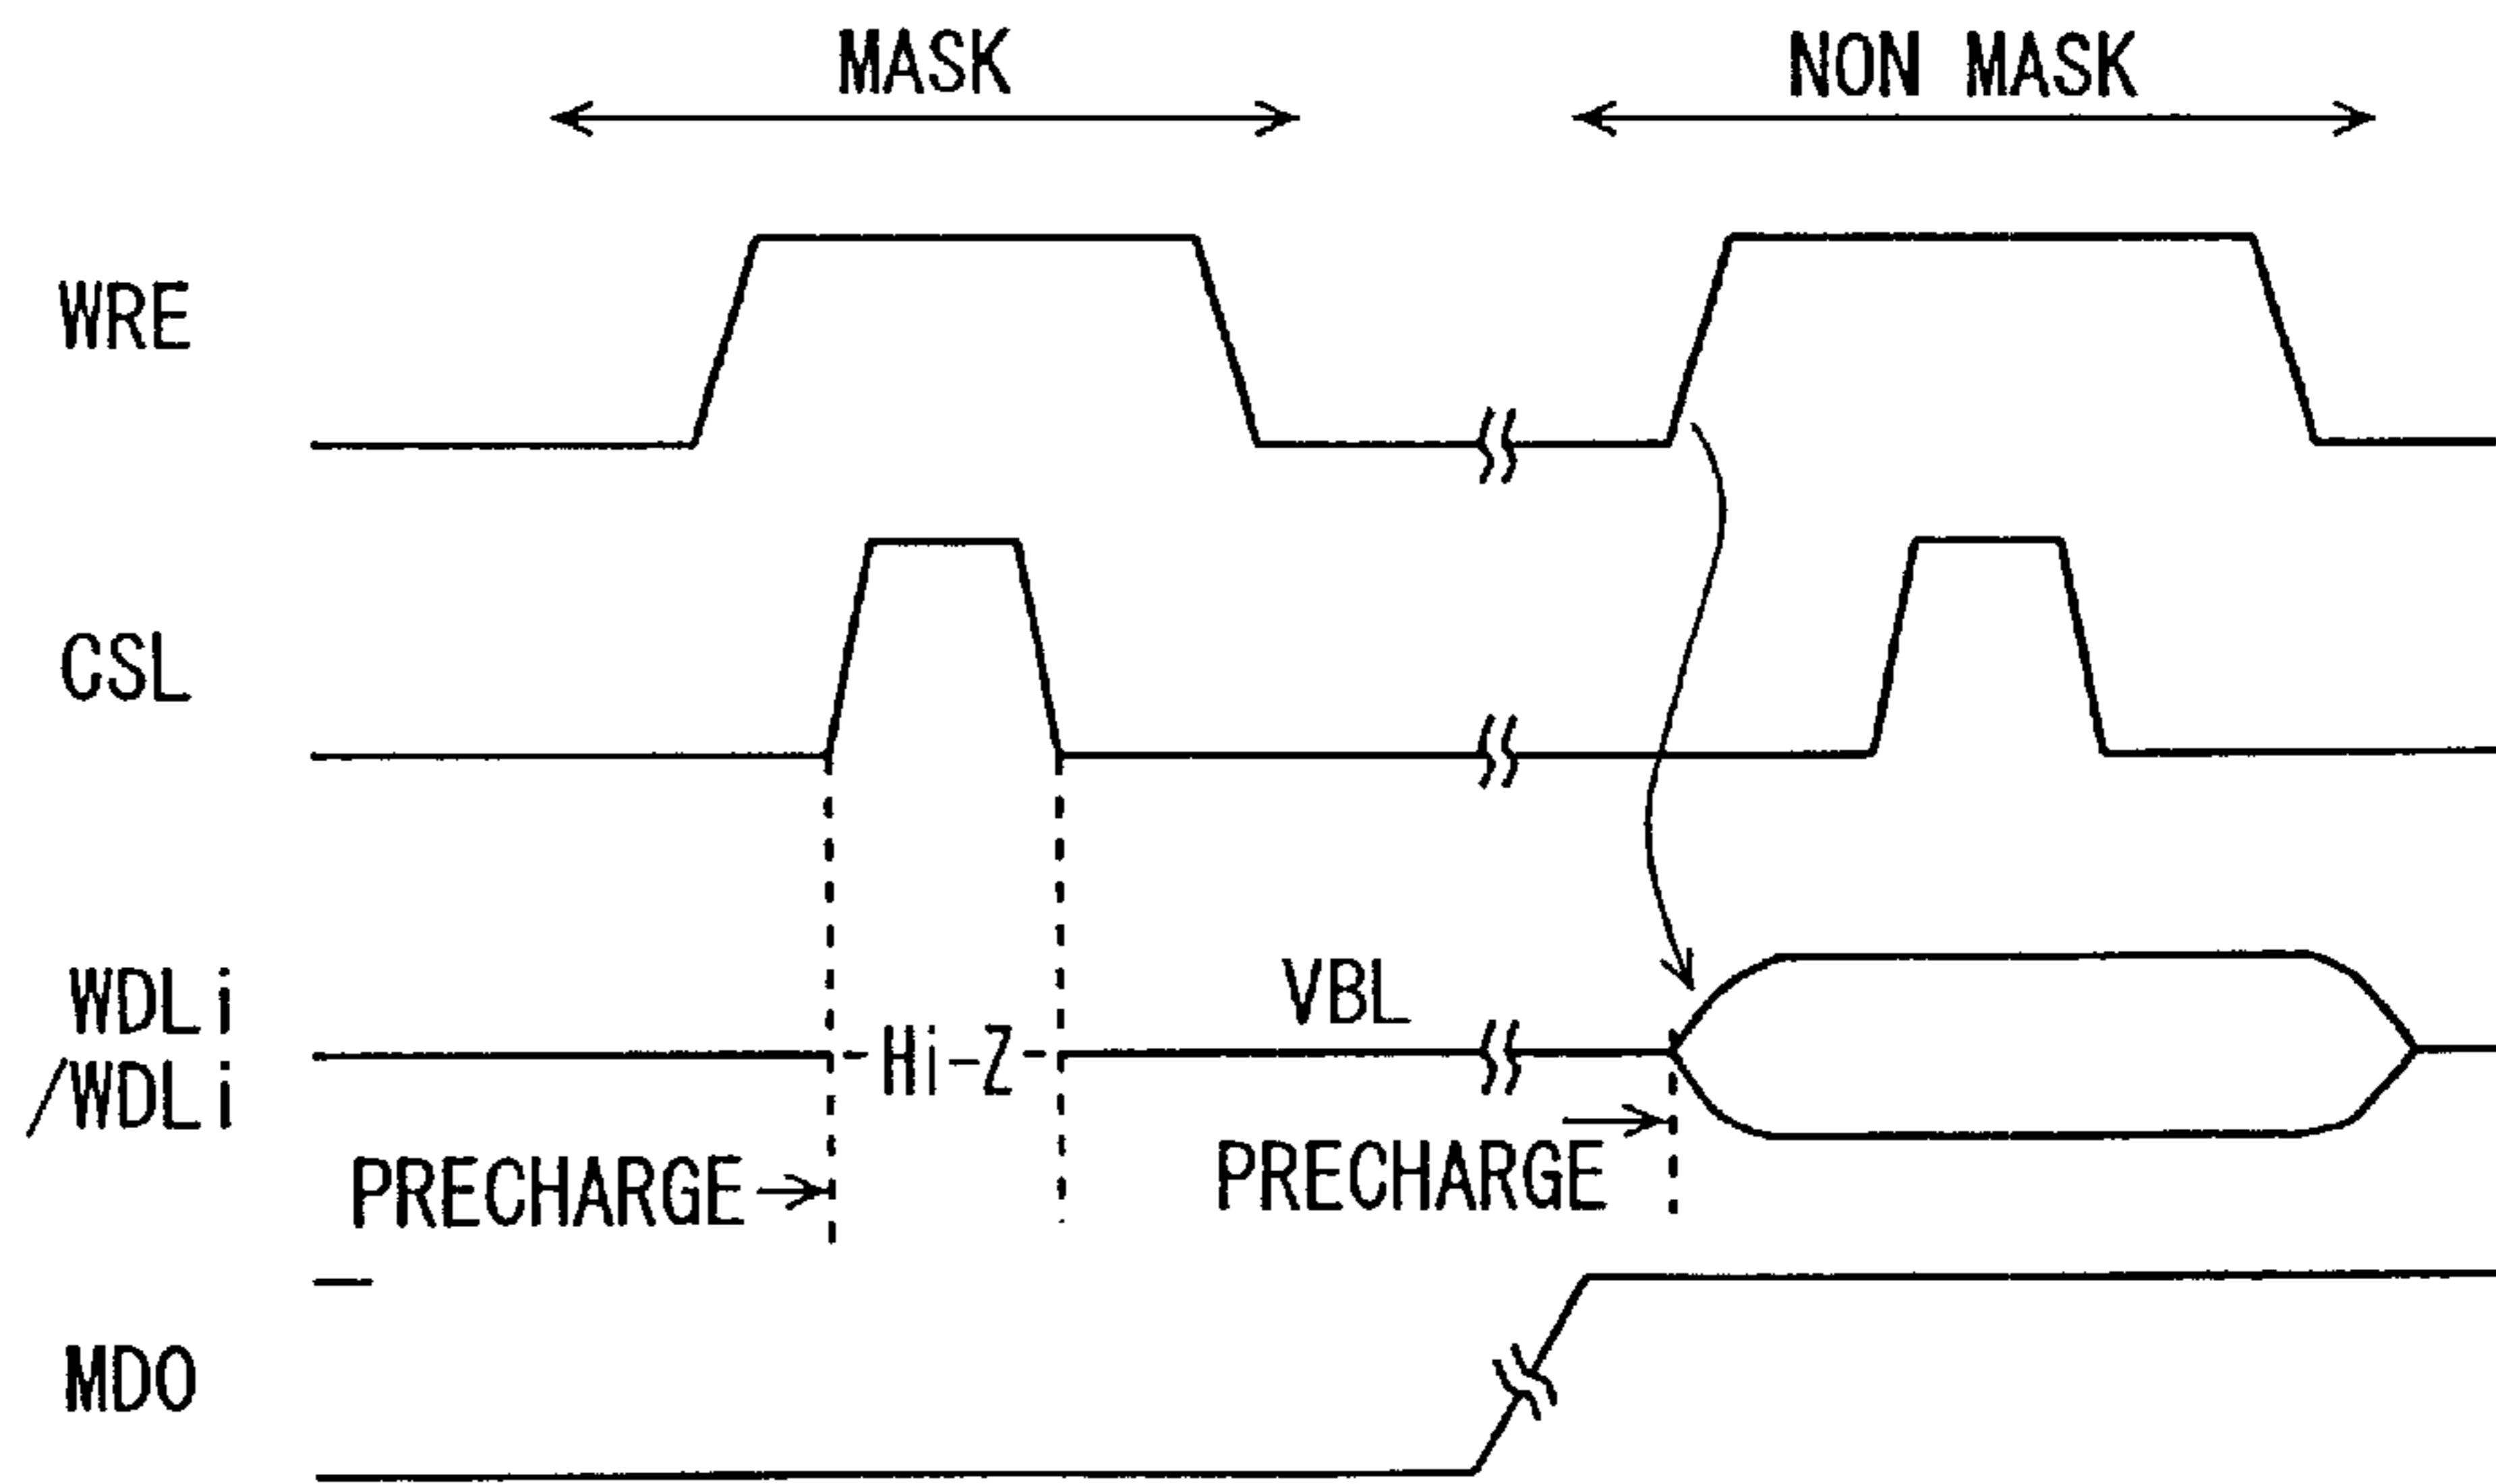 MASK
NON MASK
WRE
CSL
WDLi
/WDLi
Hi-Z
VBL
PRECHARGE
PRECHARGE
MDO